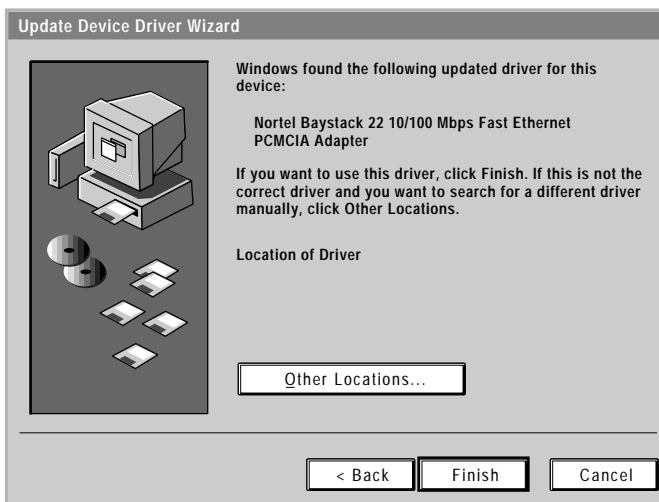 Update Device Driver Wizard
Windows found the following updated driver for this
device:
Nortel Baystack 22 10/100 Mbps Fast Ethernet
PCMCIA Adapter
If you want to use this driver, click Finish. If this is not the
correct driver and you want to search for a different driver
manually, click Other Locations.
Location of Driver
Other Locations...
< Back
Finish
Cancel